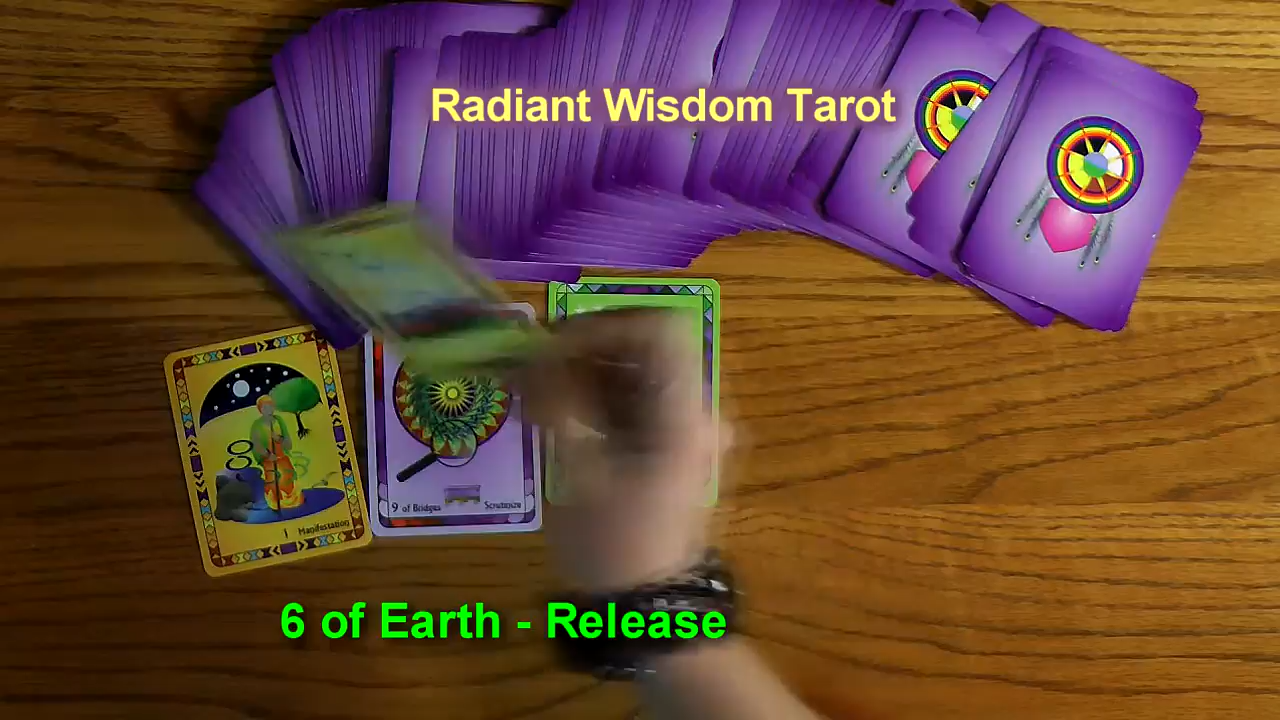 Radiant Wisdom Tarot
1 Manifestation
9 of Bridges Scrutinize
6 of Earth - Release